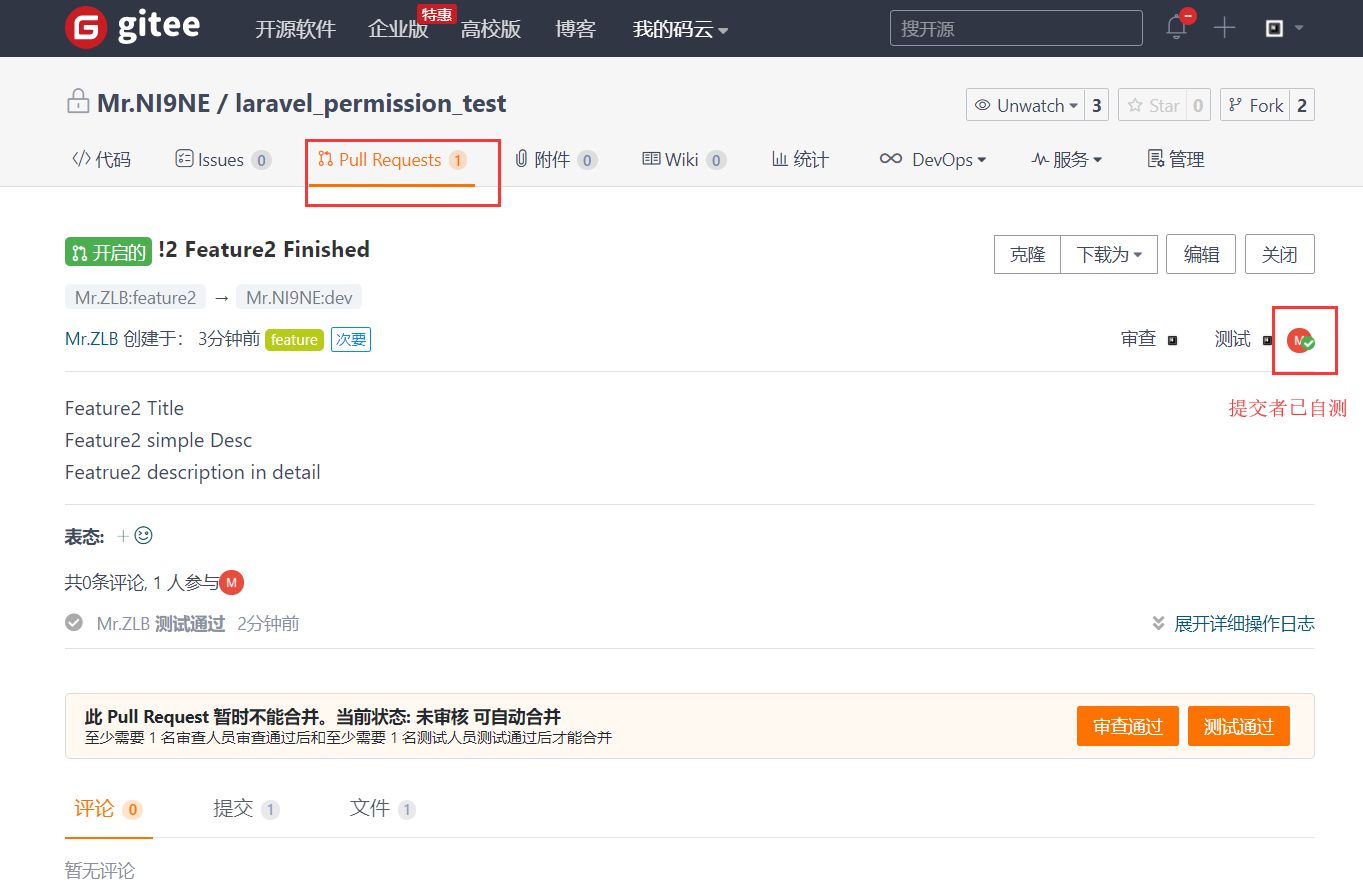 gitee 开源软件 企业版 特惠 高校版 博客 我的码云 搜开源
Mr.NI9NE / laravel_permission_test Unwatch 3 Star 0 Fork 2
代码 Issues 0 Pull Requests 1 附件 0 Wiki 0 统计 DevOps 服务 管理
开启的 !2 Feature2 Finished 克隆 下载为 编辑 关闭
Mr.ZLB:feature2 → Mr.NI9NE:dev
Mr.ZLB 创建于： 3分钟前 feature 次要 审查 测试 M
Feature2 Title 提交者已自测
Feature2 simple Desc
Featrue2 description in detail
表态: +
共0条评论, 1 人参与 M
Mr.ZLB 测试通过 2分钟前 展开详细操作日志
此 Pull Request 暂时不能合并。当前状态: 未审核 可自动合并
至少需要 1 名审查人员审查通过后和至少需要 1 名测试人员测试通过后才能合并
审查通过 测试通过
评论 0 提交 1 文件 1
暂无评论